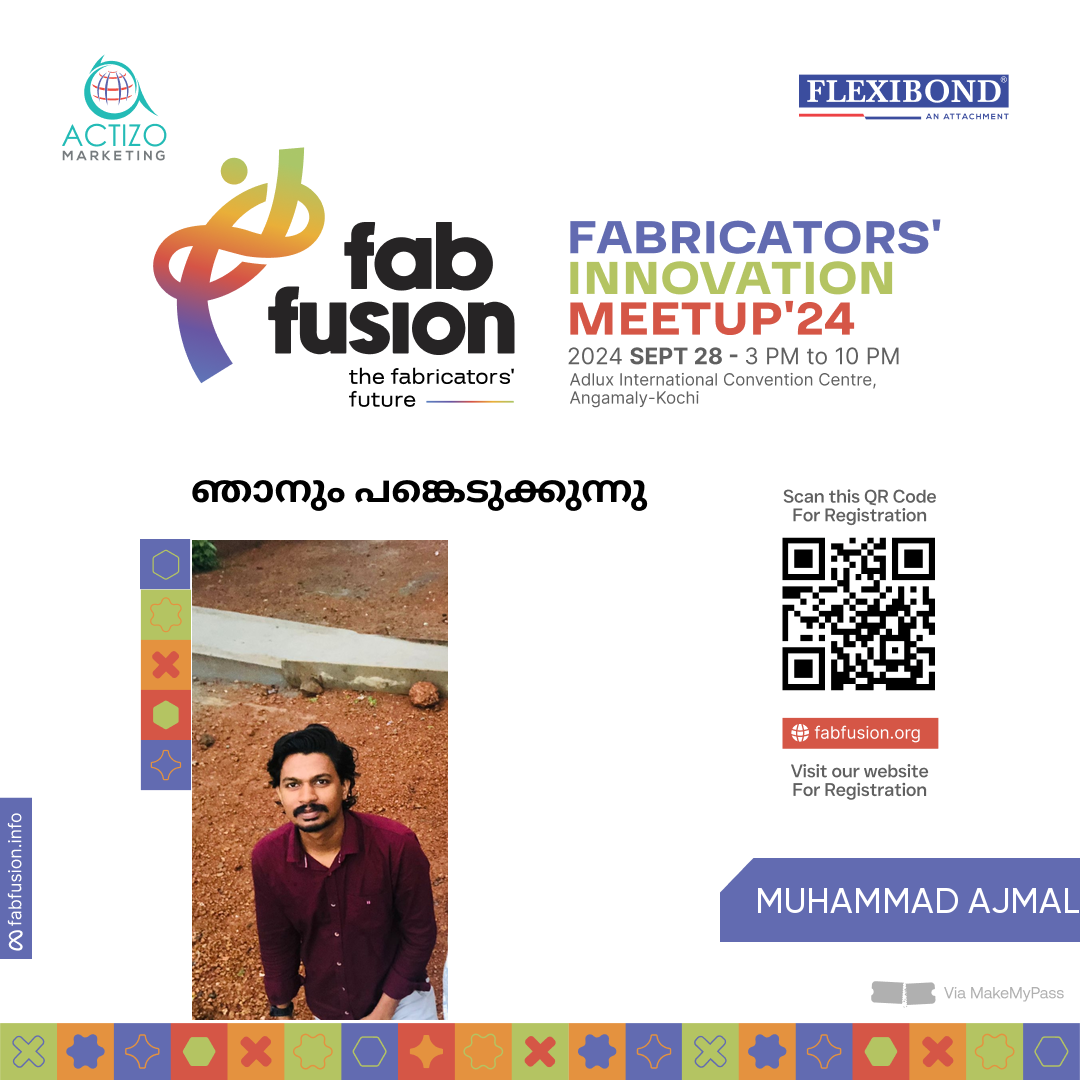 ACTIZO
MARKETING
FLEXIBOND®
AN ATTACHMENT
fab
fusion
the fabricators'
future
FABRICATORS'
INNOVATION
MEETUP'24
2024 SEPT 28 - 3 PM to 10 PM
Adlux International Convention Centre,
Angamaly-Kochi
ഞാനും പങ്കെടുക്കുന്നു
Scan this QR Code
For Registration
fabfusion.org
Visit our website
For Registration
fabfusion.info
MUHAMMAD AJMAL
Via MakeMyPass